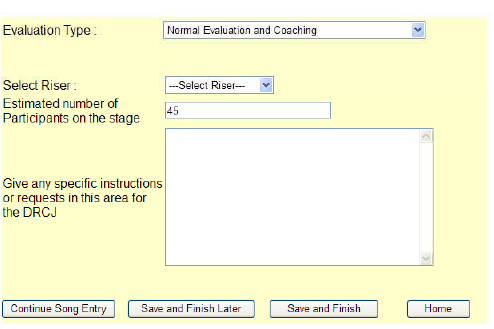 Evaluation Type : Normal Evaluation and Coaching
Select Riser : ---Select Riser---
Estimated number of
Participants on the stage 45
Give any specific instructions
or requests in this area for
the DRCJ
Continue Song Entry Save and Finish Later Save and Finish Home